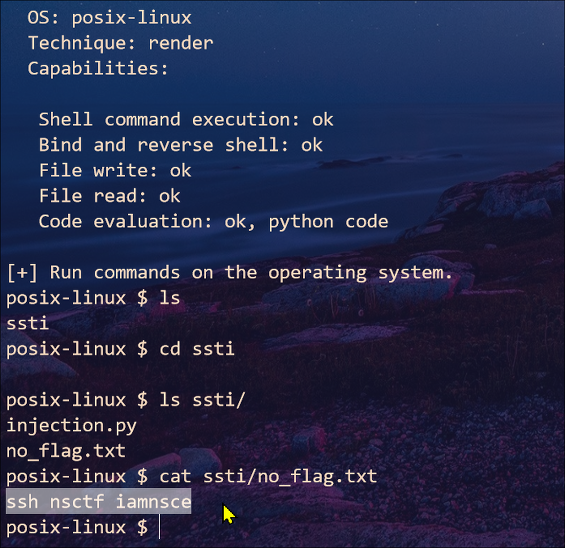 OS: posix-linux
Technique: render
Capabilities:
Shell command execution: ok
Bind and reverse shell: ok
File write: ok
File read: ok
Code evaluation: ok, python code
[+] Run commands on the operating system.
posix-linux $ ls
ssti
posix-linux $ cd ssti
posix-linux $ ls ssti/
injection.py
no_flag.txt
posix-linux $ cat ssti/no_flag.txt
ssh nsctf iamnsce
posix-linux $